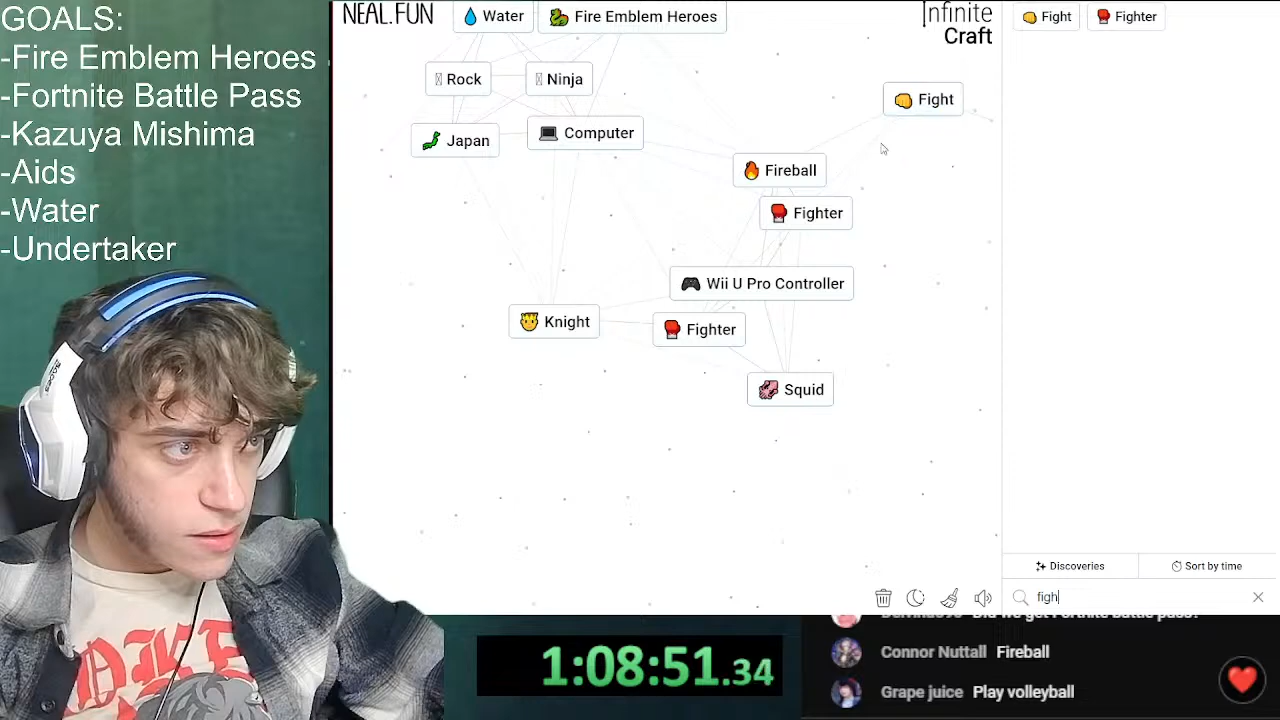 GOALS:
-Fire Emblem Heroes
-Fortnite Battle Pass
-Kazuya Mishima
-Aids
-Water
-Undertaker
NEAL.FUN
Water
Fire Emblem Heroes
Infinite
Craft
Fight
Fighter
Rock
Ninja
Fight
Japan
Computer
Fireball
Fighter
Wii U Pro Controller
Knight
Fighter
Squid
Discoveries
Sort by time
figh
1:08:51.34
Connor Nuttall Fireball
Grape juice Play volleyball